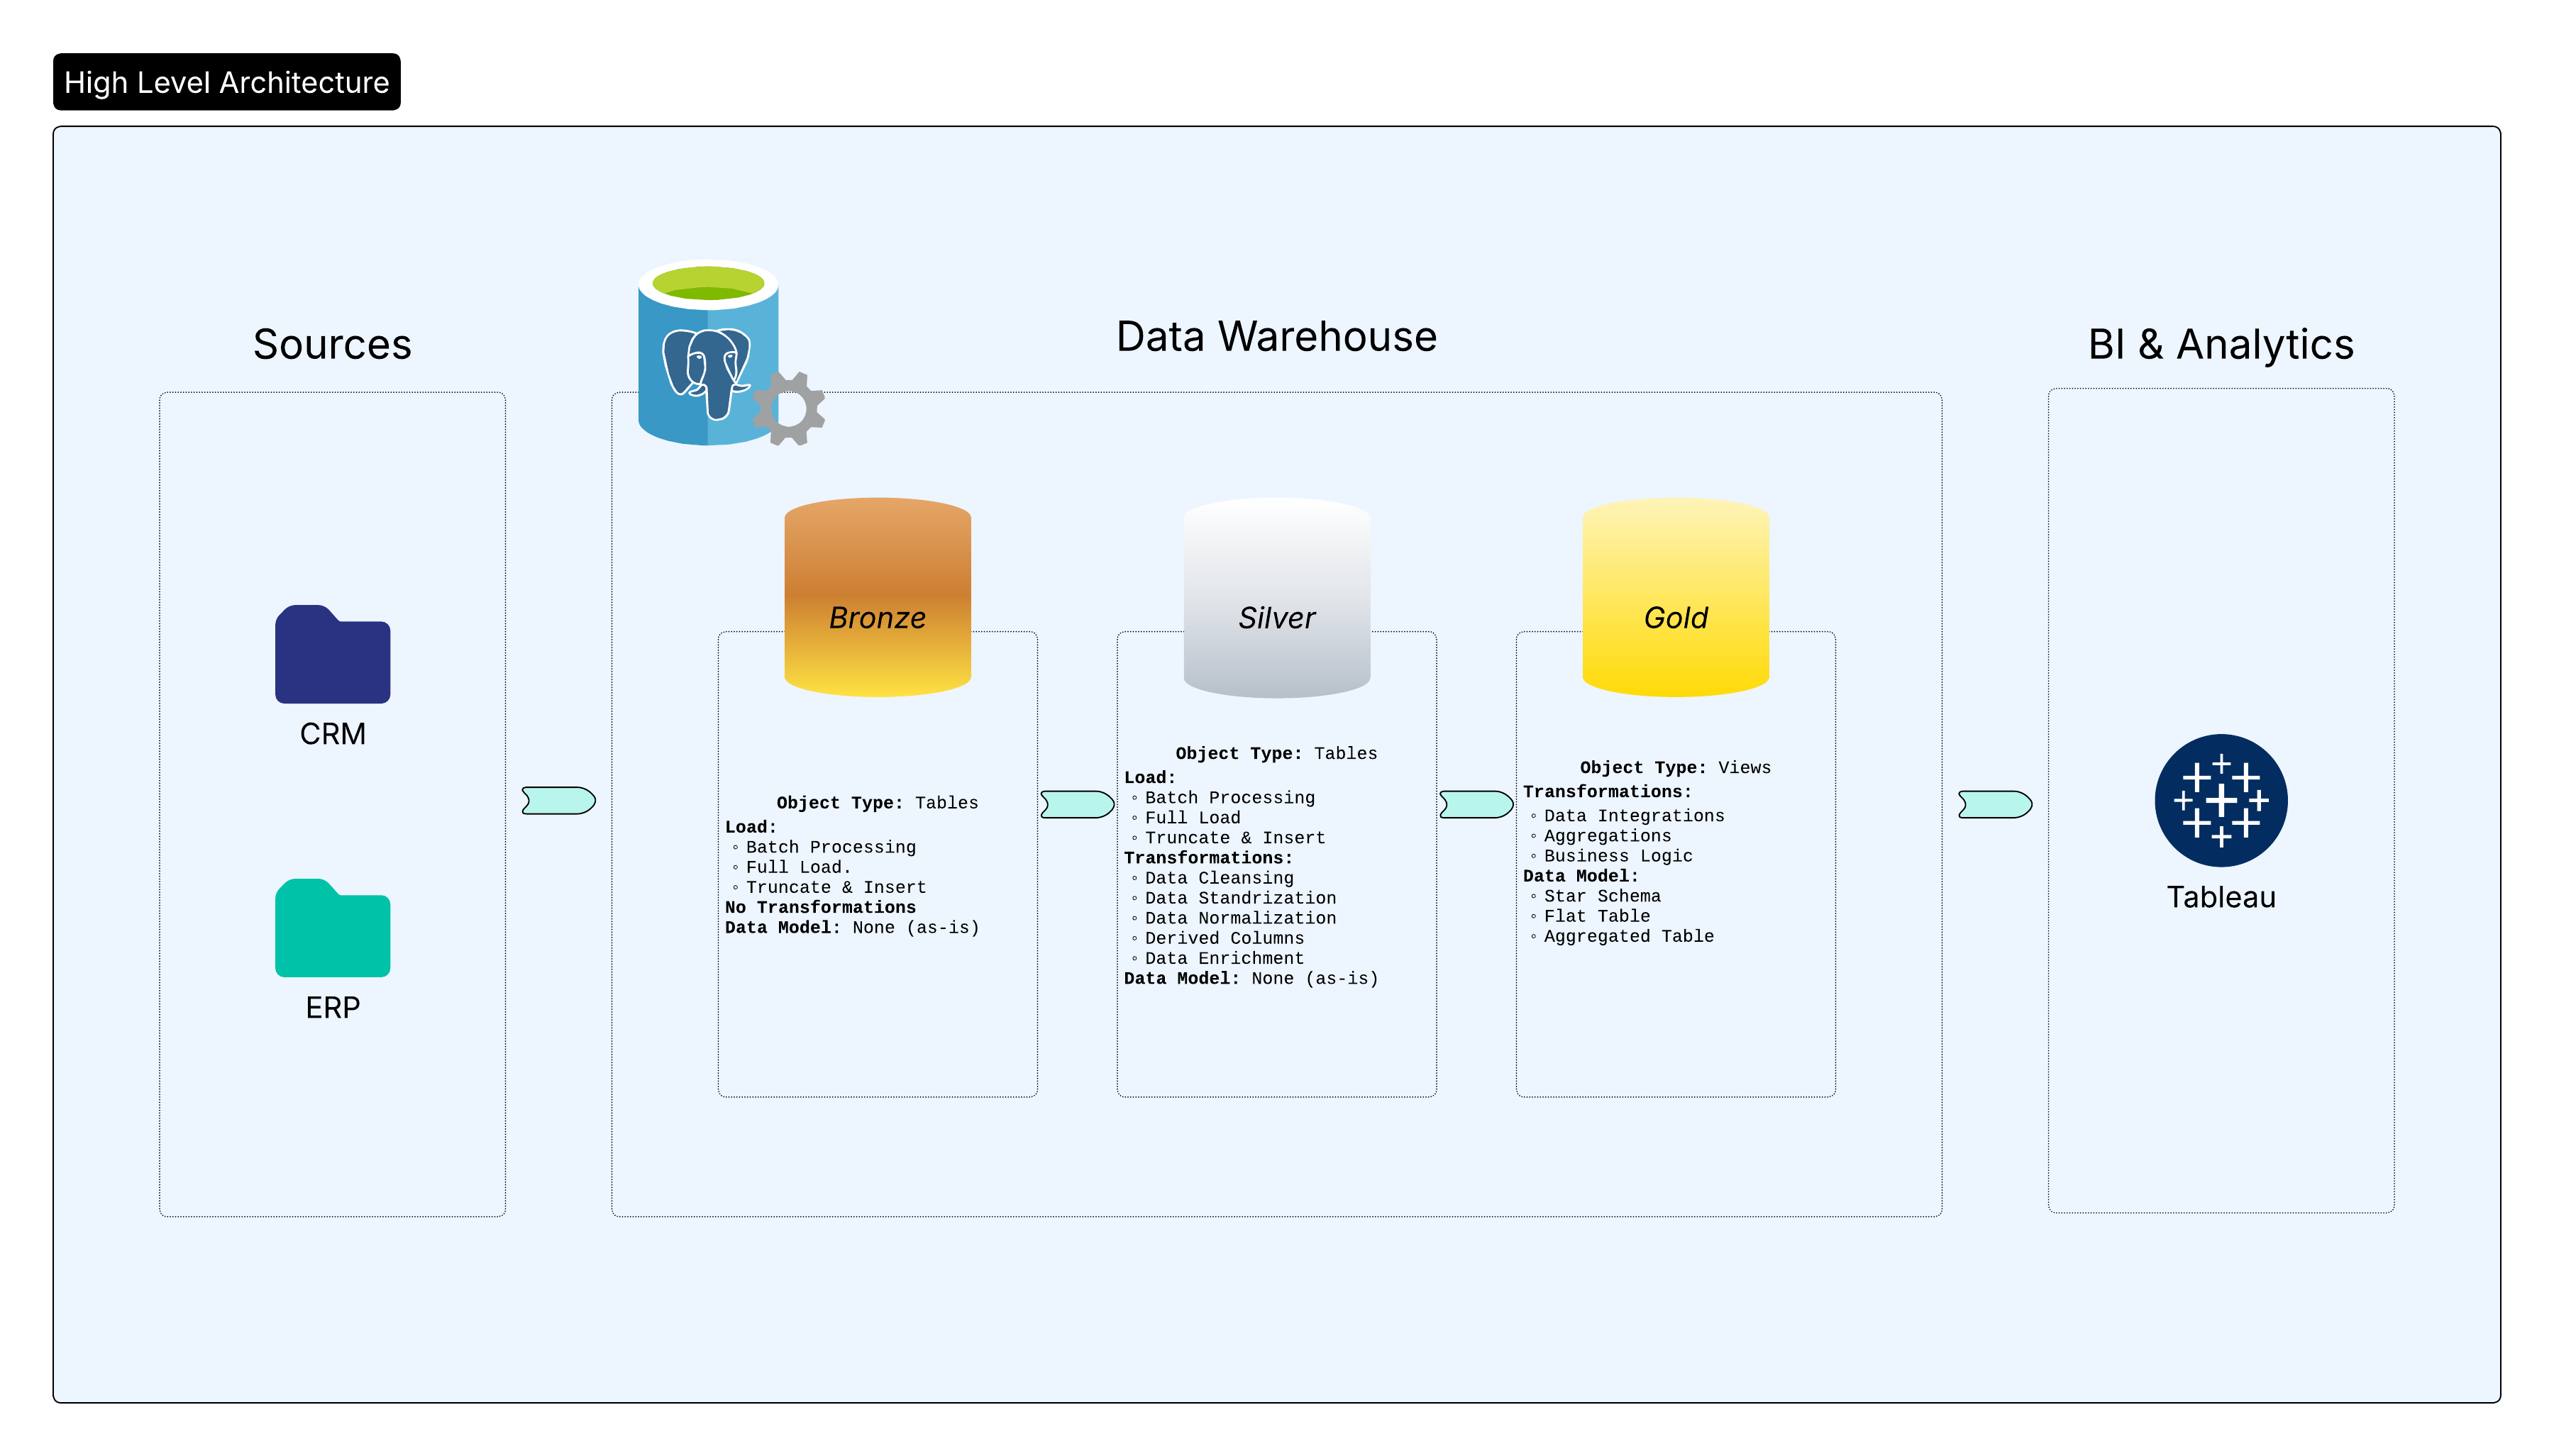 High Level Architecture
Sources
Data Warehouse
BI & Analytics
CRM
ERP
Bronze
Object Type: Tables
Load:
◦ Batch Processing
◦ Full Load.
◦ Truncate & Insert
No Transformations
Data Model: None (as-is)
Silver
Object Type: Tables
Load:
◦ Batch Processing
◦ Full Load
◦ Truncate & Insert
Transformations:
◦ Data Cleansing
◦ Data Standrization
◦ Data Normalization
◦ Derived Columns
◦ Data Enrichment
Data Model: None (as-is)
Gold
Object Type: Views
Transformations:
◦ Data Integrations
◦ Aggregations
◦ Business Logic
Data Model:
◦ Star Schema
◦ Flat Table
◦ Aggregated Table
Tableau